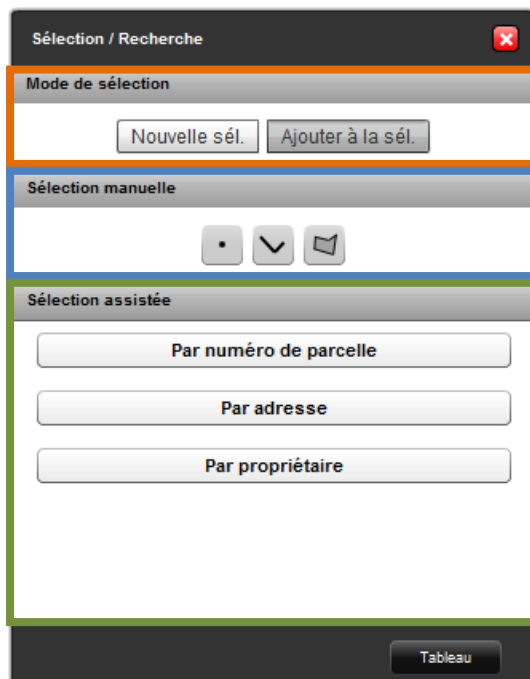 Sélection / Recherche
Mode de sélection
Nouvelle sél. Ajouter à la sél.
Sélection manuelle
Sélection assistée
Par numéro de parcelle
Par adresse
Par propriétaire
Tableau